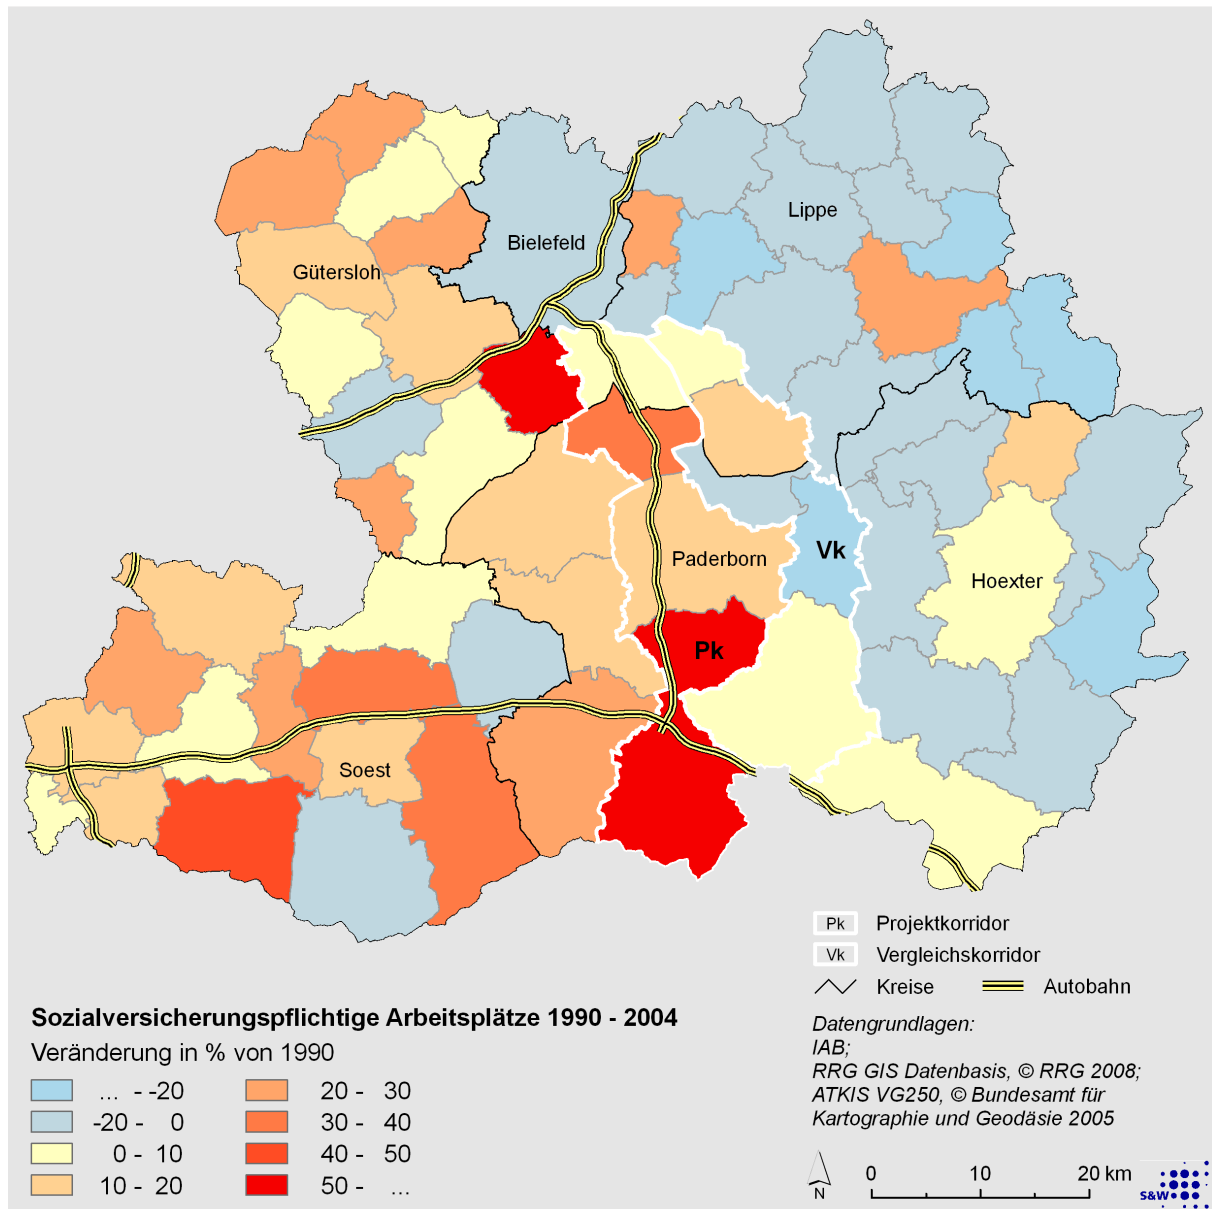 Lippe
Bielefeld
Gütersloh
Vk
Paderborn
Hoexter
Pk
Soest
Pk Projektkorridor
Vk Vergleichskorridor
Kreise Autobahn
Sozialversicherungspflichtige Arbeitsplätze 1990 - 2004
Veränderung in % von 1990
... - -20 20 - 30
-20 - 0 30 - 40
0 - 10 40 - 50
10 - 20 50 - ...
Datengrundlagen:
IAB;
RRG GIS Datenbasis, © RRG 2008;
ATKIS VG250, © Bundesamt für
Kartographie und Geodäsie 2005
N 0 10 20 km
S&W